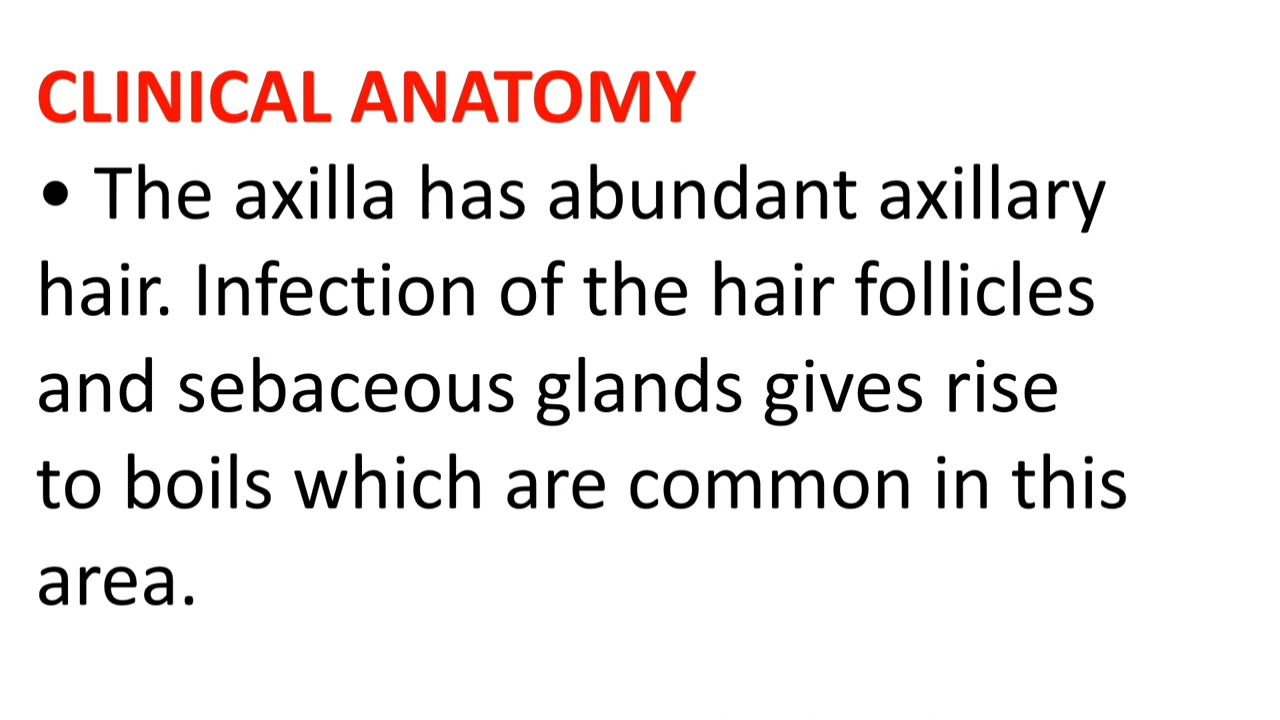 CLINICAL ANATOMY
• The axilla has abundant axillary
hair. Infection of the hair follicles
and sebaceous glands gives rise
to boils which are common in this
area.